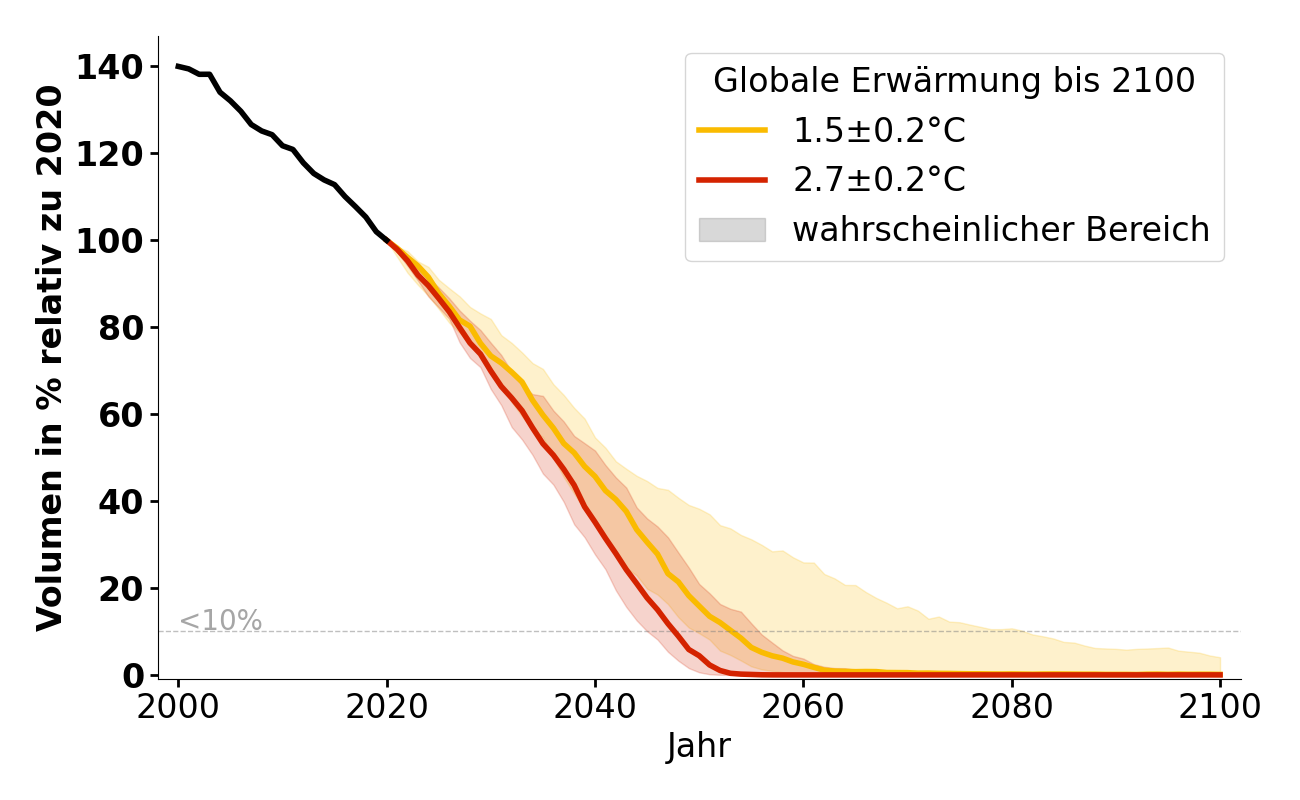 Volumen in % relativ zu 2020
140
120
100
80
60
40
20
0
<10%
Globale Erwärmung bis 2100
1.5±0.2°C
2.7±0.2°C
wahrscheinlicher Bereich
2000 2020 2040 2060 2080 2100
Jahr